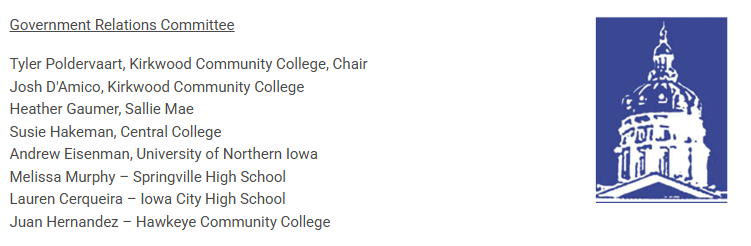 Government Relations Committee
Tyler Poldervaart, Kirkwood Community College, Chair
Josh D'Amico, Kirkwood Community College
Heather Gaumer, Sallie Mae
Susie Hakeman, Central College
Andrew Eisenman, University of Northern Iowa
Melissa Murphy – Springville High School
Lauren Cerqueira – Iowa City High School
Juan Hernandez – Hawkeye Community College